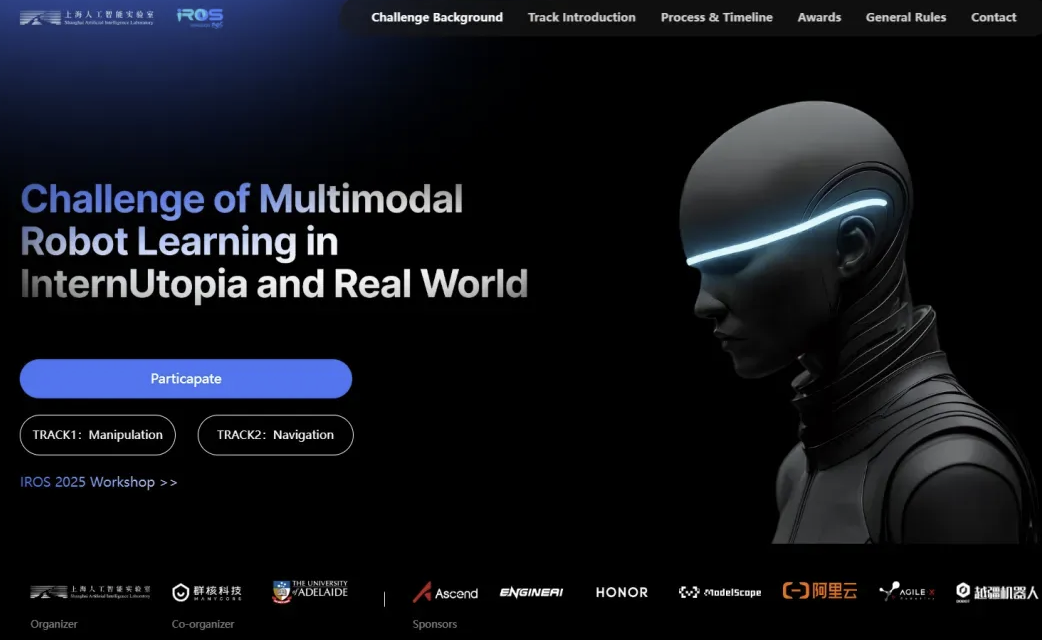 上海人工智能实验室
Shanghai Artificial Intelligence Laboratory
IROS
Challenge Background
Track Introduction
Process & Timeline
Awards
General Rules
Contact
Challenge of Multimodal
Robot Learning in
InternUtopia and Real World
Particapate
TRACK1：Manipulation
TRACK2：Navigation
IROS 2025 Workshop >>
上海人工智能实验室
Shanghai Artificial Intelligence Laboratory
群核科技
MANYCORE
THE UNIVERSITY
of ADELAIDE
Ascend
ENGINEAI
HONOR
ModelScope
阿里云
AGILE X
ROBOTICS
越疆机器人
Organizer
Co-organizer
Sponsors